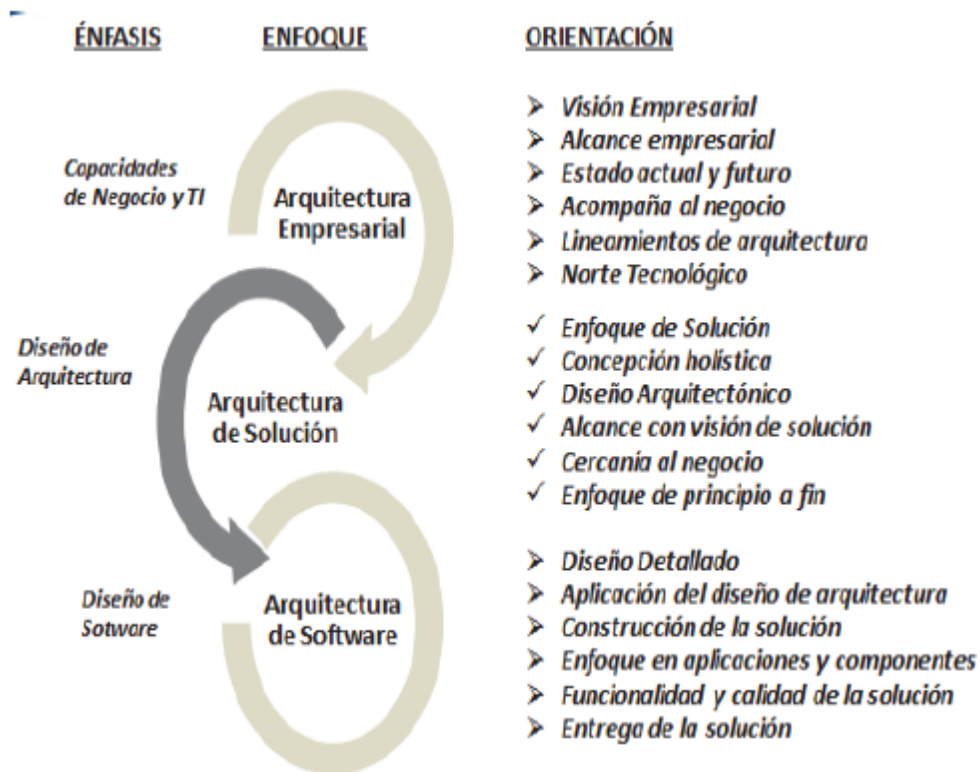 ÉNFASIS ENFOQUE ORIENTACIÓN
Capacidades
de Negocio y TI
Arquitectura
Empresarial
➢ Visión Empresarial
➢ Alcance empresarial
➢ Estado actual y futuro
➢ Acompaña al negocio
➢ Lineamientos de arquitectura
➢ Norte Tecnológico
Diseño de
Arquitectura
Arquitectura
de Solución
✓ Enfoque de Solución
✓ Concepción holística
✓ Diseño Arquitectónico
✓ Alcance con visión de solución
✓ Cercanía al negocio
✓ Enfoque de principio a fin
Diseño de
Sotware
Arquitectura
de Software
➢ Diseño Detallado
➢ Aplicación del diseño de arquitectura
➢ Construcción de la solución
➢ Enfoque en aplicaciones y componentes
➢ Funcionalidad y calidad de la solución
➢ Entrega de la solución